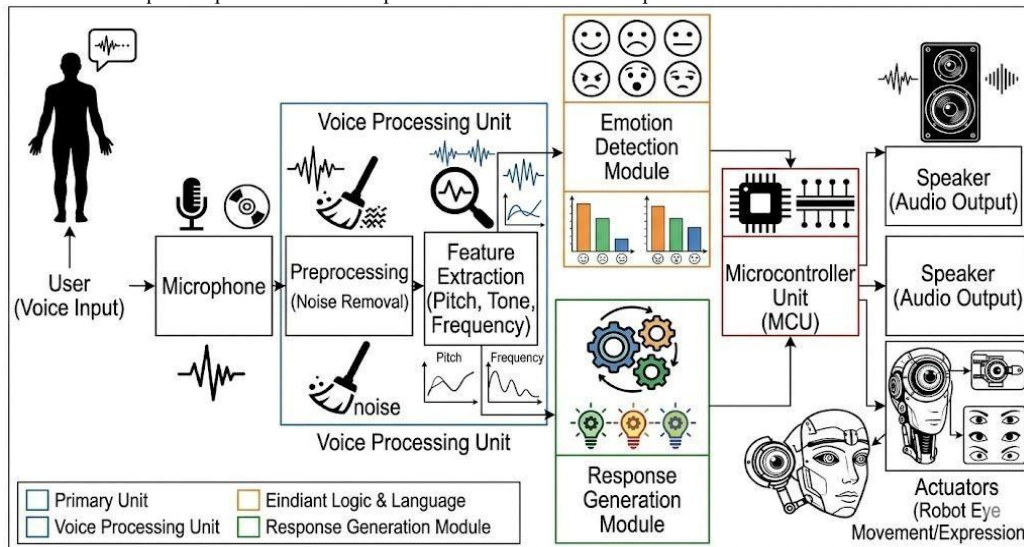 Voice Processing Unit
User
(Voice Input)
Microphone
Preprocessing
(Noise Removal)
noise
Feature
Extraction
(Pitch, Tone,
Frequency)
Pitch
Frequency
Voice Processing Unit
Emotion
Detection
Module
Response
Generation
Module
Microcontroller
Unit
(MCU)
Speaker
(Audio Output)
Speaker
(Audio Output)
Actuators
(Robot Eye
Movement/Expression
Primary Unit
Voice Processing Unit
Eindiant Logic & Language
Response Generation Module